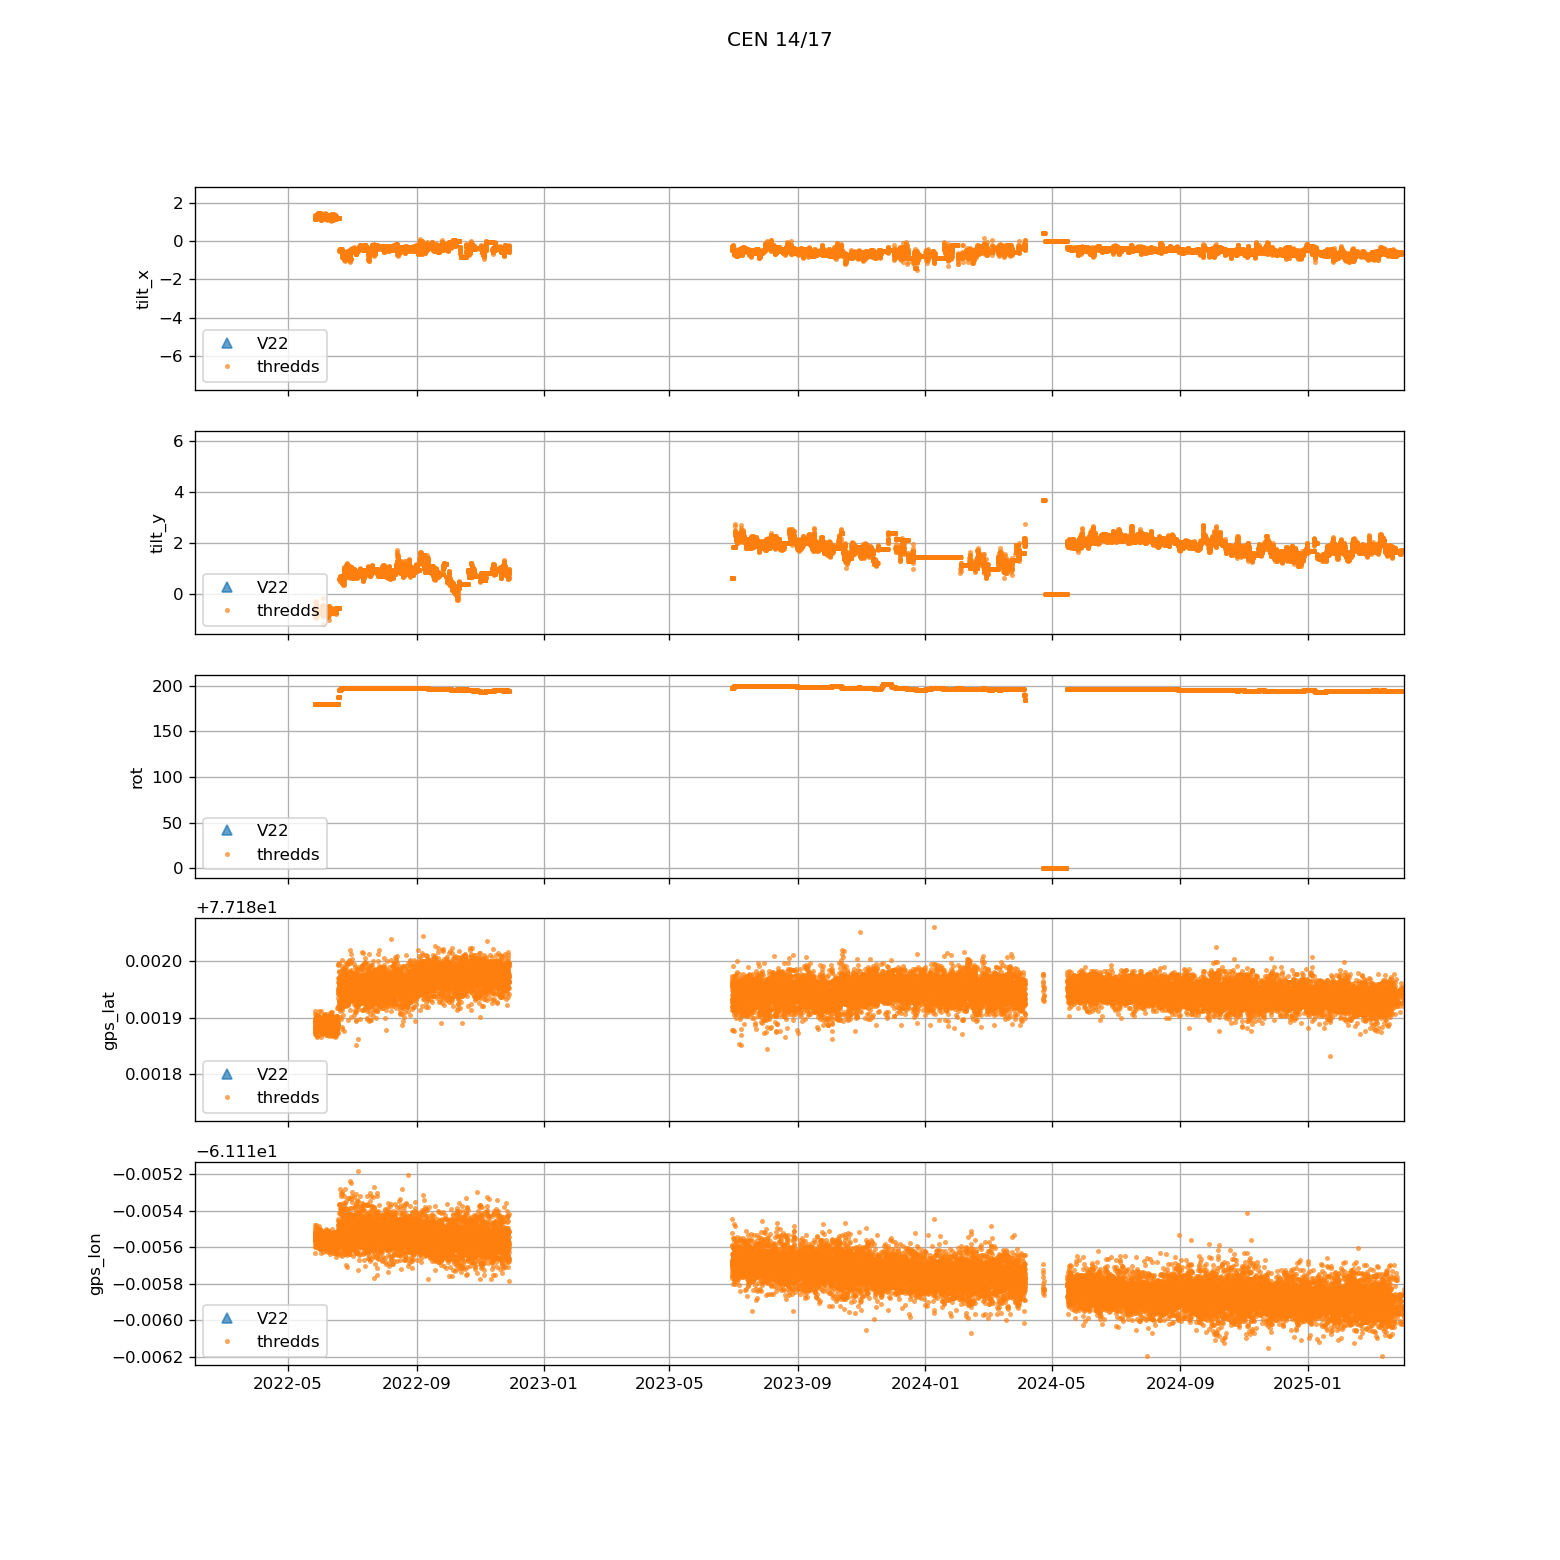 CEN 14/17
2
0
−2
−4
−6
tilt_x
V22
thredds
6
4
2
0
tilt_y
V22
thredds
200
150
100
50
0
rot
V22
thredds
+7.718e1
0.0020
0.0019
0.0018
gps_lat
V22
thredds
−6.111e1
−0.0052
−0.0054
−0.0056
−0.0058
−0.0060
−0.0062
gps_lon
V22
thredds
2022-05 2022-09 2023-01 2023-05 2023-09 2024-01 2024-05 2024-09 2025-01